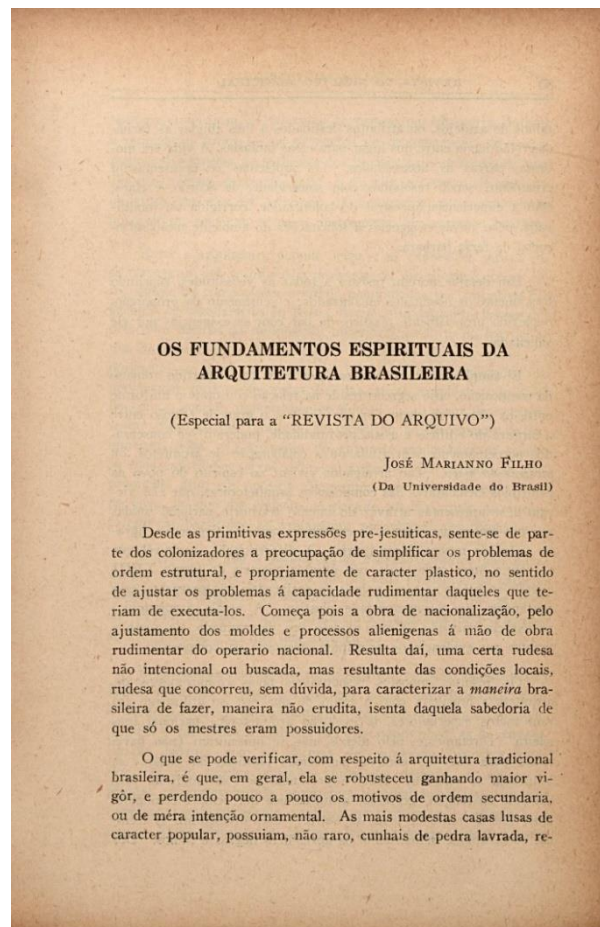 OS FUNDAMENTOS ESPIRITUAIS DA
ARQUITETURA BRASILEIRA
(Especial para a “REVISTA DO ARQUIVO”)
JOSÉ MARIANNO FILHO
(Da Universidade do Brasil)
Desde as primitivas expressões pre-jesuiticas, sente-se de par-
te dos colonizadores a preocupação de simplificar os problemas de
ordem estrutural, e propriamente de caracter plastico, no sentido
de ajustar os problemas á capacidade rudimentar daqueles que te-
riam de executa-los. Começa pois a obra de nacionalização, pelo
ajustamento dos moldes e processos alienigenas á mão de obra
rudimentar do operario nacional. Resulta daí, uma certa rudesa
não intencional ou buscada, mas resultante das condições locais,
rudesa que concorreu, sem dúvida, para caracterizar a maneira bra-
sileira de fazer, maneira não erudita, isenta daquela sabedoria de
que só os mestres eram possuidores.
O que se pode verificar, com respeito á arquitetura tradicional
brasileira, é que, em geral, ela se robusteceu ganhando maior vi-
gôr, e perdendo pouco a pouco os motivos de ordem secundaria,
ou de méra intenção ornamental. As mais modestas casas lusas de
caracter popular, possuiam, não raro, cunhais de pedra lavrada, re-